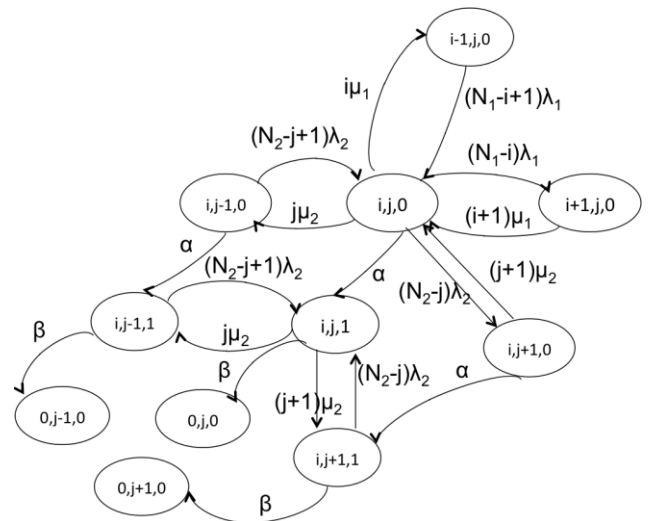 i-1,j,0
iμ₁
(N₁-i+1)λ₁
(N₂-j+1)λ₂
(N₁-i)λ₁
i,j-1,0
jμ₂
i,j,0
(i+1)μ₁
i+1,j,0
α
(N₂-j+1)λ₂
α
(N₂-j)λ₂
(j+1)μ₂
β
i,j-1,1
jμ₂
i,j,1
i,j+1,0
β
(N₂-j)λ₂
α
0,j-1,0
0,j,0
(j+1)μ₂
i,j+1,1
0,j+1,0
β